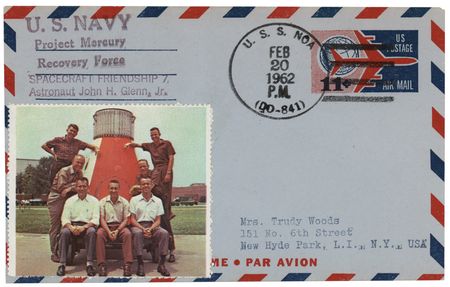 U. S. NAVY
Project Mercury
Recovery Force
SPACECRAFT FRIENDSHIP 7
Astronaut John H. Glenn, Jr.
U. S. S. NOA
FEB
20
1962
P.M.
(DD-841)
US
POSTAGE
11¢
AIR MAIL
Mrs. Trudy Woods
151 No. 6th Street
New Hyde Park, L.I. N.Y. USA
ME • PAR AVION